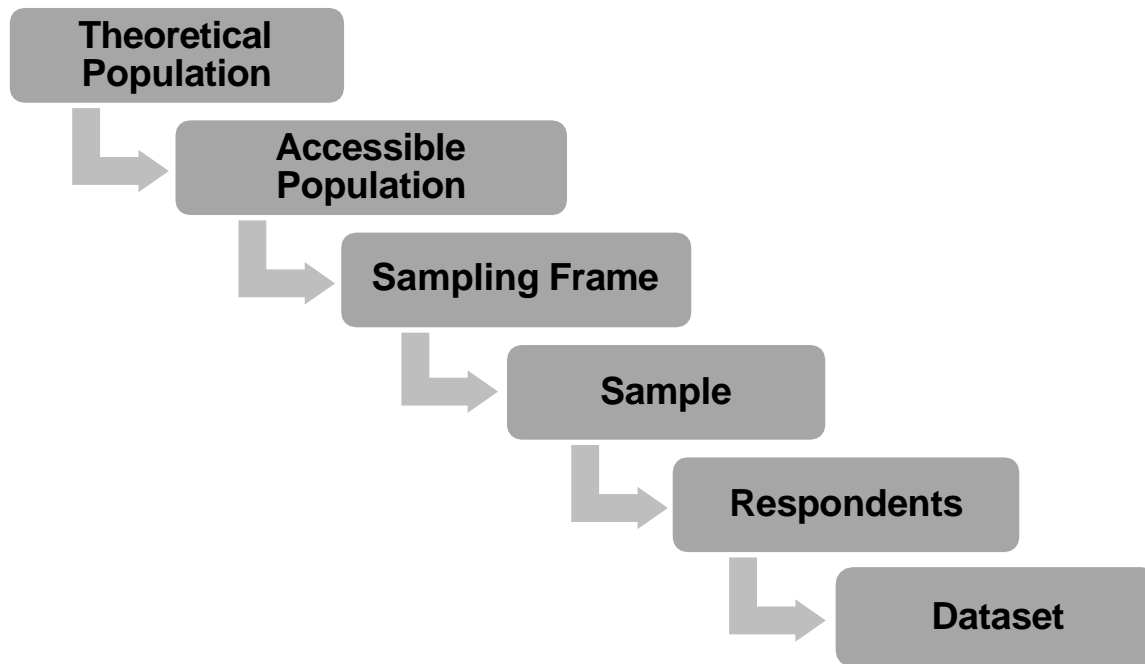 Theoretical
Population
Accessible
Population
Sampling Frame
Sample
Respondents
Dataset